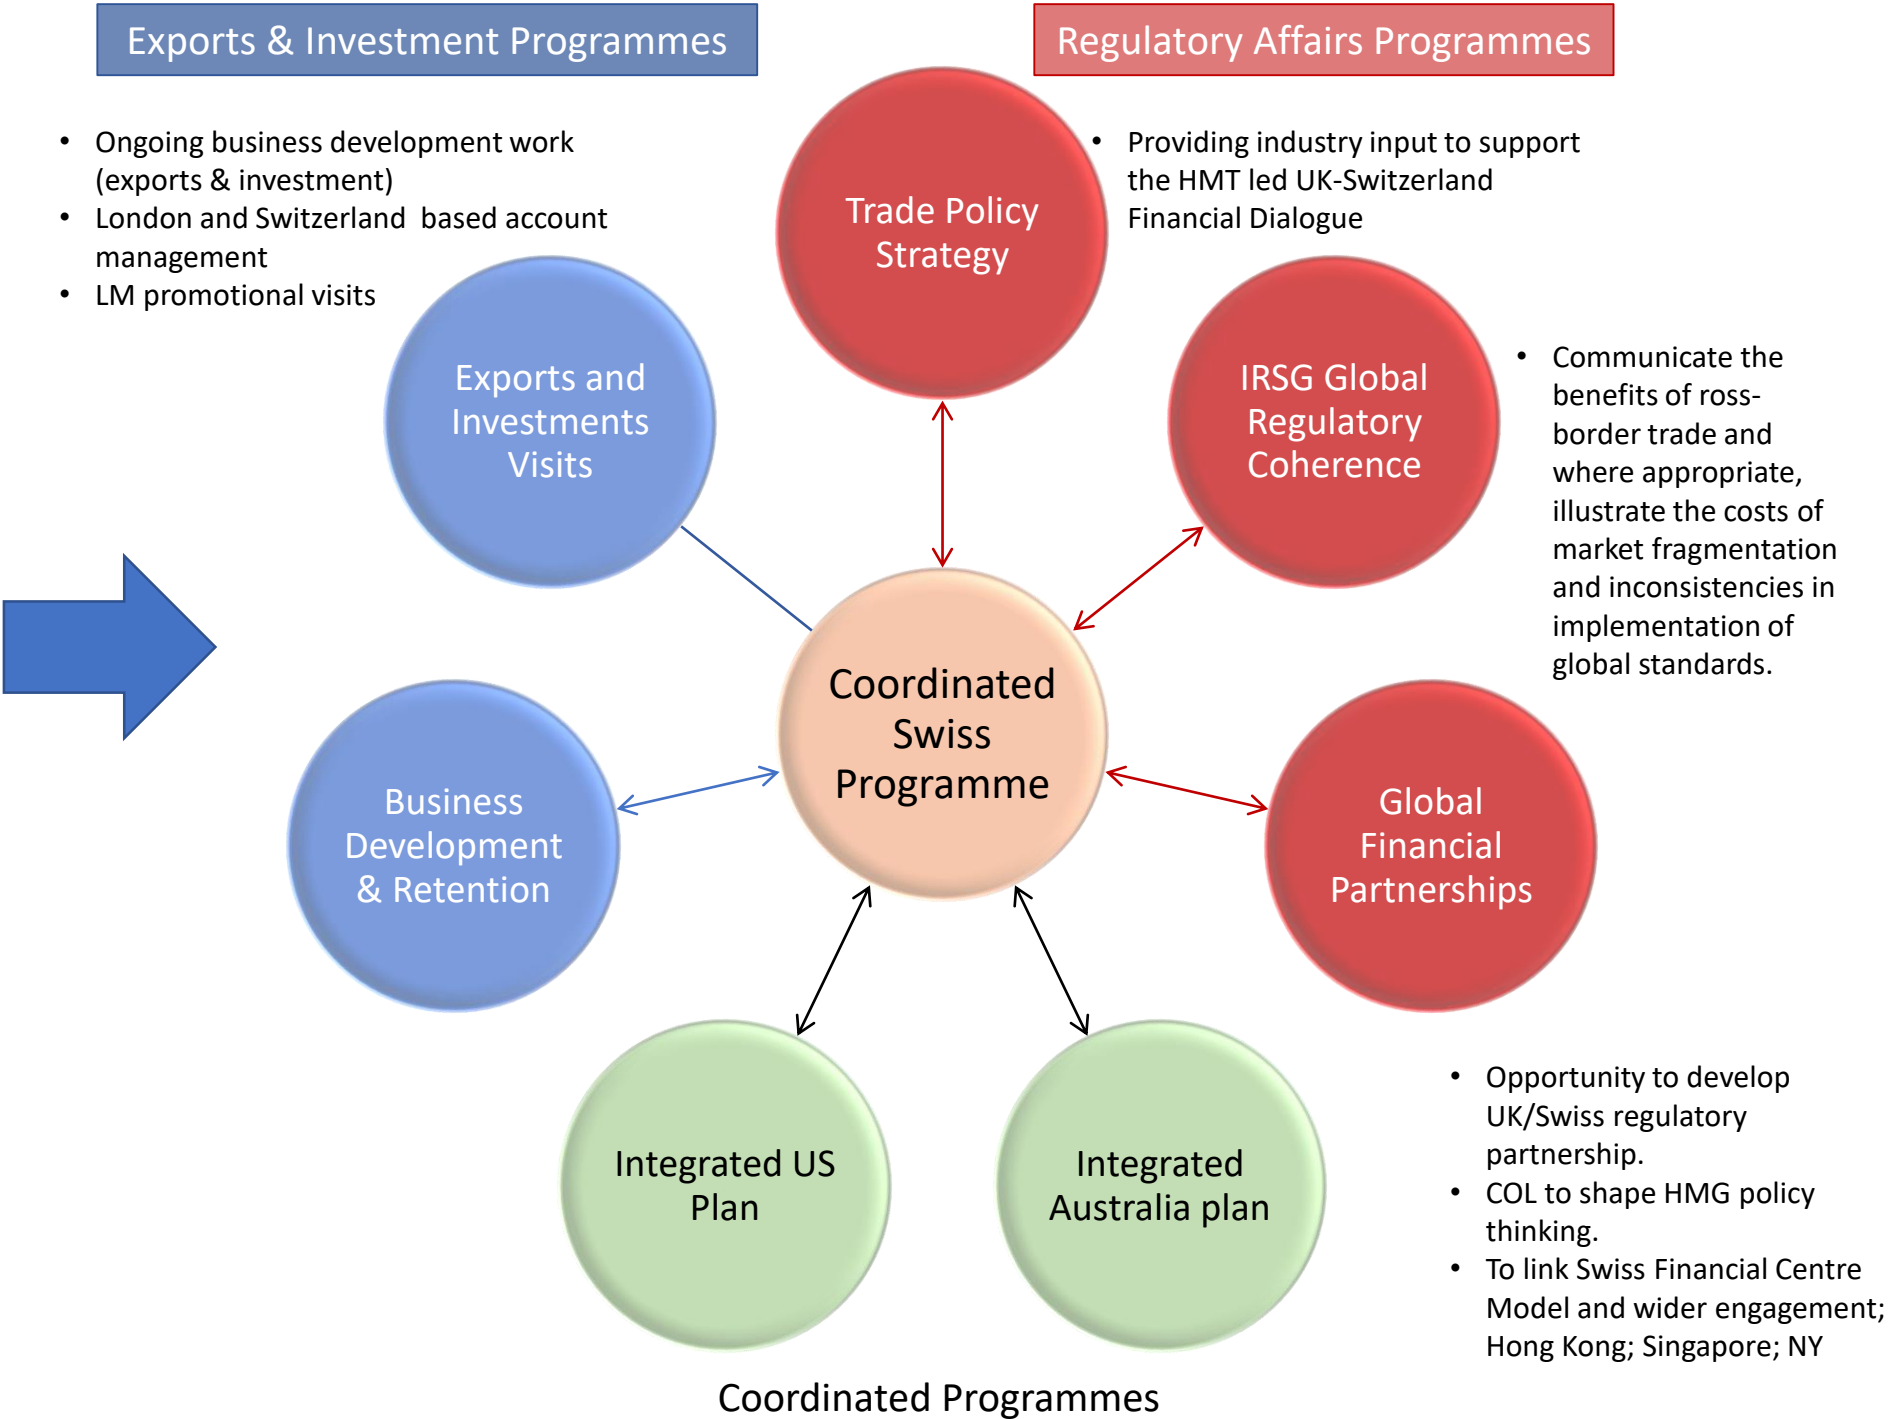 Exports & Investment Programmes
Regulatory Affairs Programmes
• Ongoing business development work
(exports & investment)
• London and Switzerland based account
management
• LM promotional visits
Trade Policy
Strategy
• Providing industry input to support
the HMT led UK-Switzerland
Financial Dialogue
Exports and
Investments
Visits
IRSG Global
Regulatory
Coherence
• Communicate the
benefits of ross-
border trade and
where appropriate,
illustrate the costs of
market fragmentation
and inconsistencies in
implementation of
global standards.
Coordinated
Swiss
Programme
Business
Development
& Retention
Global
Financial
Partnerships
Integrated US
Plan
Integrated
Australia plan
• Opportunity to develop
UK/Swiss regulatory
partnership.
• COL to shape HMG policy
thinking.
• To link Swiss Financial Centre
Model and wider engagement;
Hong Kong; Singapore; NY
Coordinated Programmes